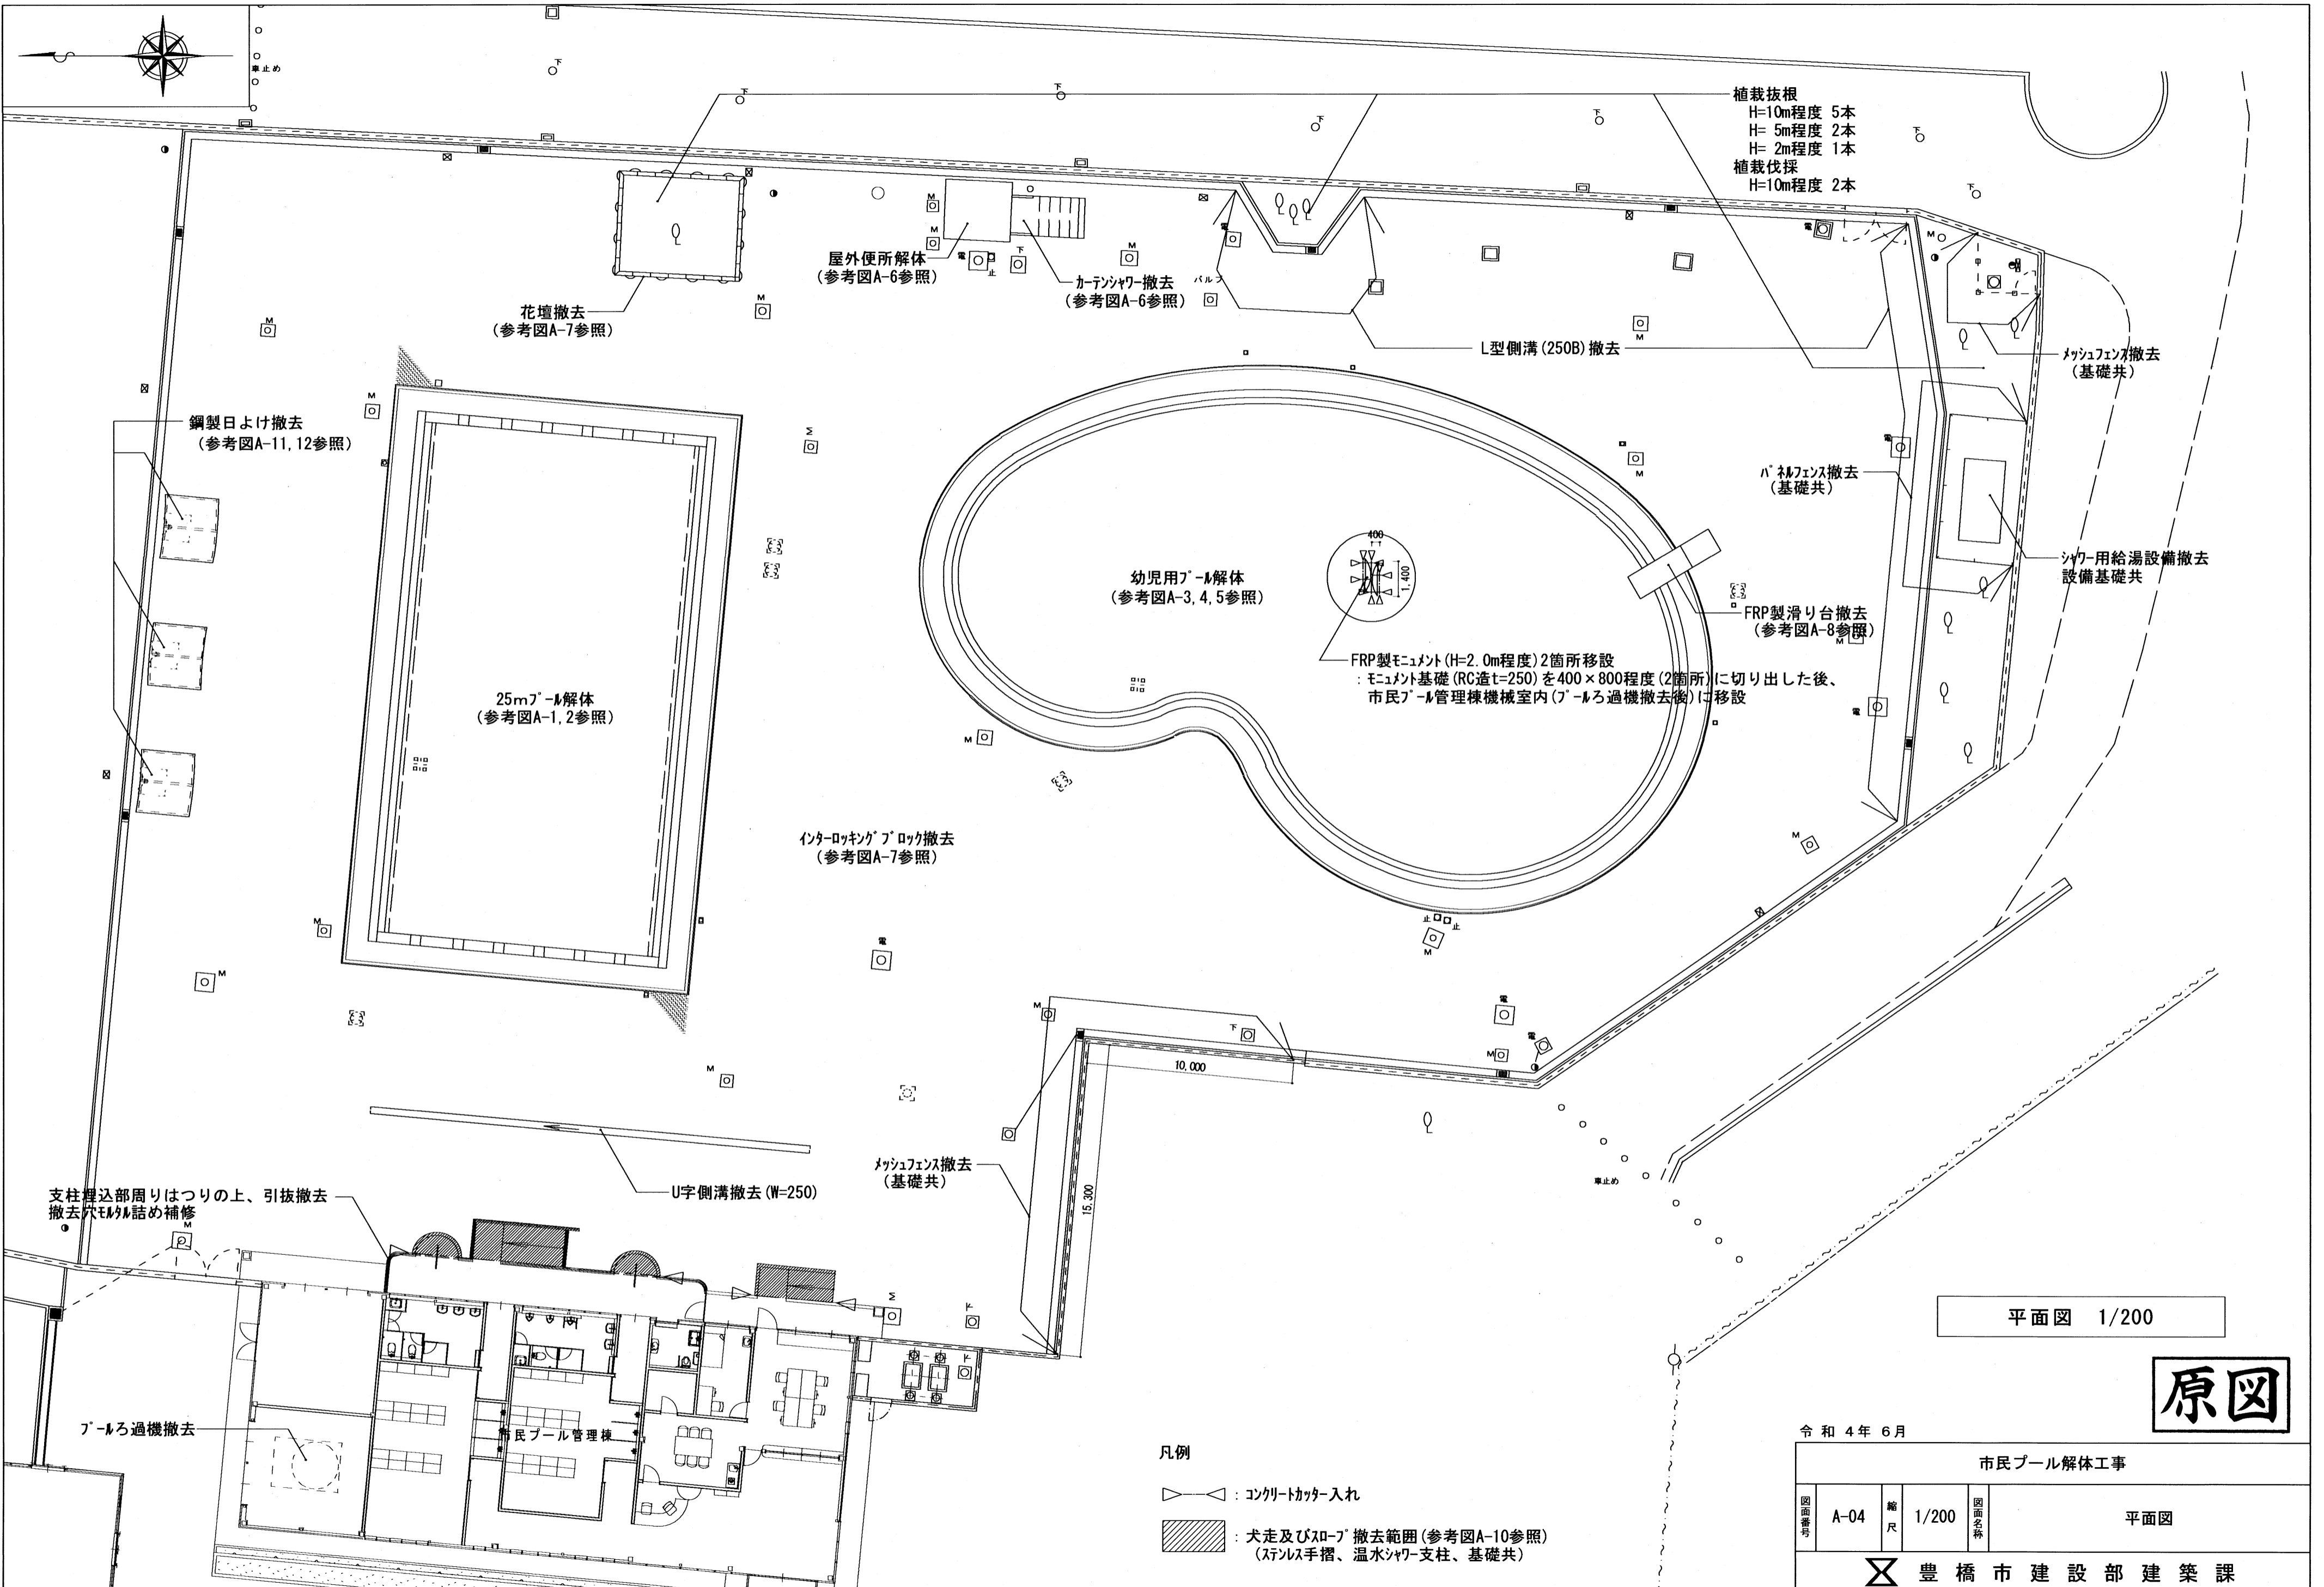 車止め
植栽抜根
H=10m程度 5本
H= 5m程度 2本
H= 2m程度 1本
植栽伐採
H=10m程度 2本
屋外便所解体
(参考図A-6参照)
カーテンシャワー撤去
(参考図A-6参照)
バルブ
花壇撤去
(参考図A-7参照)
L型側溝(250B)撤去
メッシュフェンス撤去
(基礎共)
鋼製日よけ撤去
(参考図A-11,12参照)
パネルフェンス撤去
(基礎共)
シャワー用給湯設備撤去
設備基礎共
幼児用プール解体
(参考図A-3,4,5参照)
400
1,400
FRP製滑り台撤去
(参考図A-8参照)
FRP製モニュメント(H=2.0m程度)2箇所移設
:モニュメント基礎(RC造t=250)を400×800程度(2箇所)に切り出した後、
市民プール管理棟機械室内(プールろ過機撤去後)に移設
25mプール解体
(参考図A-1,2参照)
インターロッキングブロック撤去
(参考図A-7参照)
10,000
15,300
メッシュフェンス撤去
(基礎共)
U字側溝撤去(W=250)
支柱埋込部周りはつりの上、引抜撤去
撤去穴モルタル詰め補修
車止め
プールろ過機撤去
市民プール管理棟
凡例
:コンクリートカッター入れ
:犬走及びスロープ撤去範囲(参考図A-10参照)
(ステンレス手摺、温水シャワー支柱、基礎共)
平面図 1/200
原図
令和 4年 6月
市民プール解体工事
図面番号 A-04 縮尺 1/200 図面名称 平面図
豊橋市建設部建築課